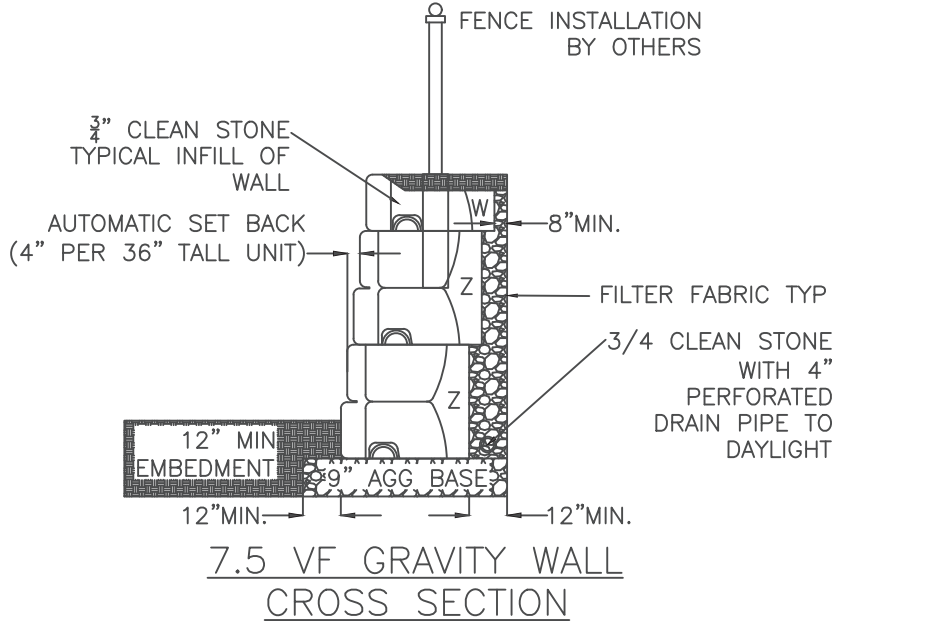 FENCE INSTALLATION
BY OTHERS
3/4" CLEAN STONE
TYPICAL INFILL OF
WALL
AUTOMATIC SET BACK
(4" PER 36" TALL UNIT)
W
8"MIN.
Z
FILTER FABRIC TYP
3/4 CLEAN STONE
WITH 4"
PERFORATED
DRAIN PIPE TO
DAYLIGHT
Z
12" MIN
EMBEDMENT
9" AGG BASE
12"MIN.
12"MIN.
7.5 VF GRAVITY WALL
CROSS SECTION